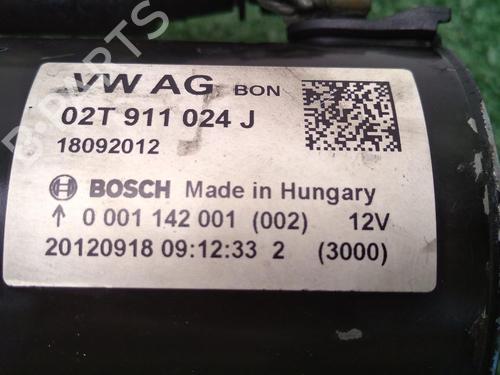 B-PARTS
VW AG BON
02T 911 024 J
18092012
BOSCH Made in Hungary
↑ 0 001 142 001 (002) 12V
20120918 09:12:33 2 (3000)